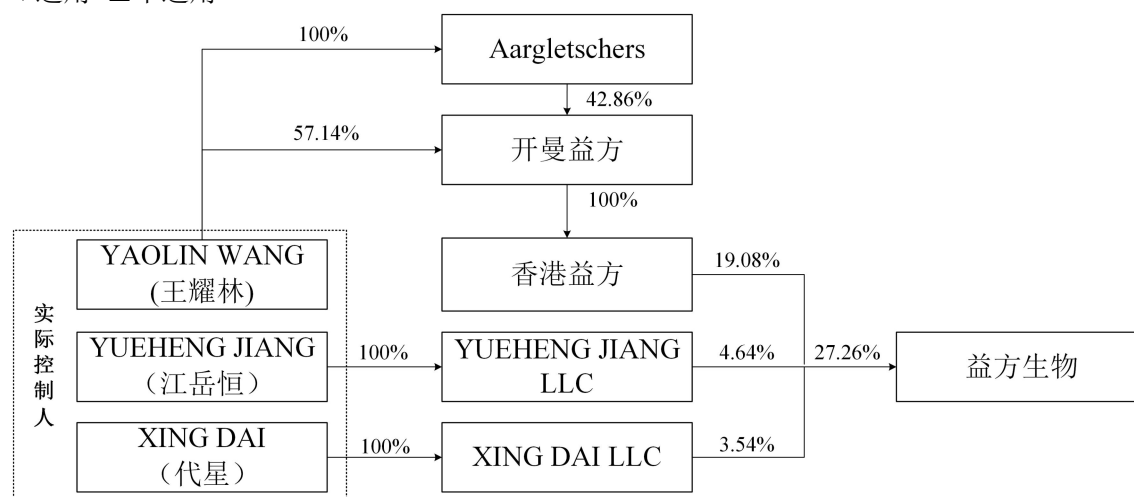 100%
Aargletschers
42.86%
57.14%
开曼益方
100%
YAOLIN WANG
(王耀林)
香港益方
19.08%
实际控制人
YUEHENG JIANG
（江岳恒）
100%
YUEHENG JIANG
LLC
4.64%
27.26%
益方生物
XING DAI
（代星）
100%
XING DAI LLC
3.54%